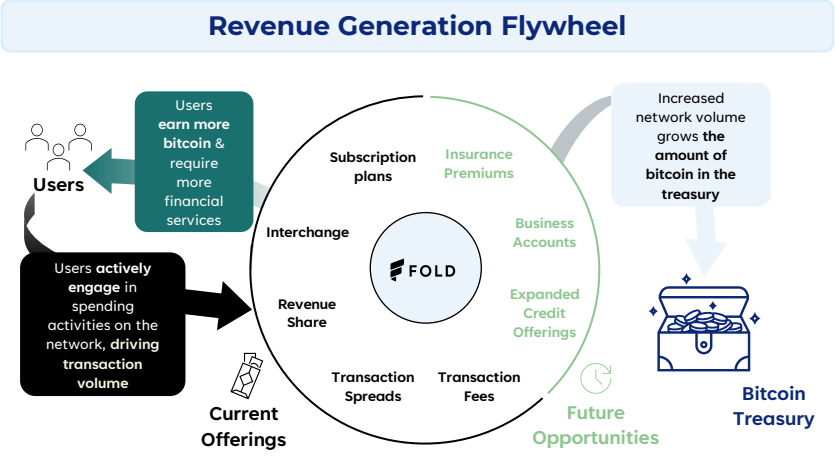 Revenue Generation Flywheel
Users
earn more
bitcoin &
require
more
financial
services
Users
Users actively
engage in
spending
activities on the
network, driving
transaction
volume
Subscription
plans
Interchange
Revenue
Share
Transaction
Spreads
Transaction
Fees
Insurance
Premiums
Business
Accounts
Expanded
Credit
Offerings
FOLD
Current
Offerings
Future
Opportunities
Increased
network volume
grows the
amount of
bitcoin in the
treasury
Bitcoin
Treasury